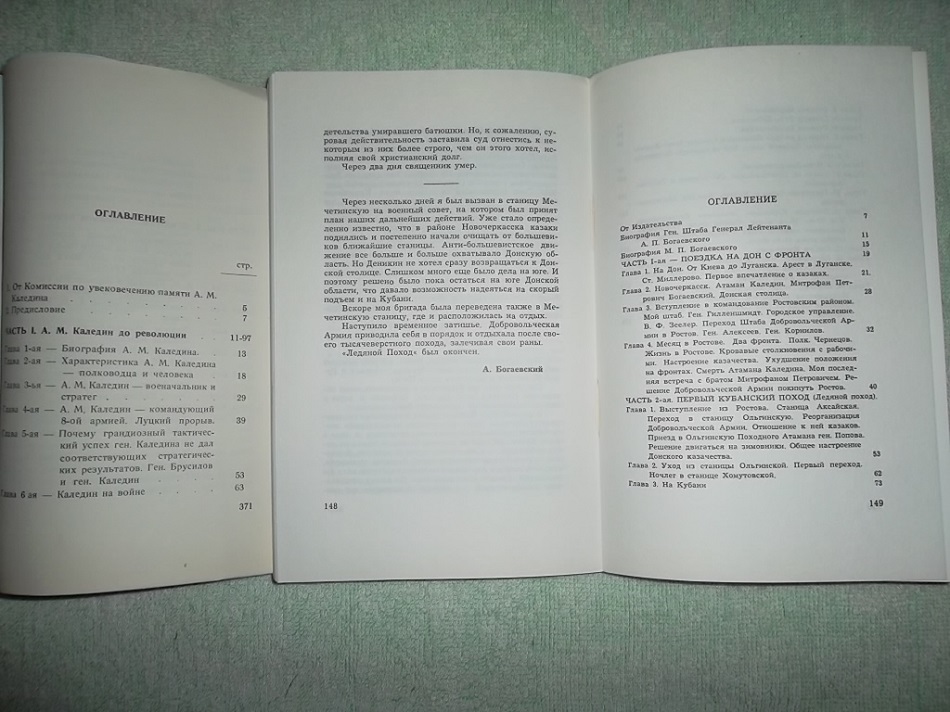 ОГЛАВЛЕНИЕ
стр.
1. От Комиссии по увековечению памяти А. М.
Каледина . . . . . 5
2. Предисловие . . . . . 7
ЧАСТЬ I. А. М. Каледин до революции . . 11-97
Глава 1-ая — Биография А. М. Каледина. . 13
Глава 2-ая — Характеристика А. М. Каледина
— полководца и человека . . 18
Глава 3-ья — А. М. Каледин — военачальник и
стратег . . . . . 29
Глава 4-ая — А. М. Каледин — командующий
8-ой армией. Луцкий прорыв. 39
Глава 5-ая — Почему грандиозный тактический
успех ген. Каледина не дал
соответствующих стратегических
результатов. Ген. Брусилов
и ген. Каледин . . . . 53
Глава 6 ая — Каледин на войне . . . . 63
371
детельства умиравшего батюшки. Но, к сожалению, су-
ровая действительность заставила суд отнестись к не-
которым из них более строго, чем он этого хотел, ис-
полняя свой христианский долг.
Через два дня священник умер.
Через несколько дней я был вызван в станицу Ме-
четинскую на военный совет, на котором был принят
план наших дальнейших действий. Уже стало опреде-
ленно известно, что в районе Новочеркасска казаки
поднялись и постепенно начали очищать от большеви-
ков ближайшие станицы. Анти-большевистское движе-
ние все больше и больше охватывало Донскую об-
ласть. Но Деникин не хотел сразу возвращаться к Дон-
ской столице. Слишком много еще было дела на юге. И
поэтому решено было пока остаться на юге Донской
области, что давало возможность надеяться на скорый
подъем и на Кубани.
Вскоре моя бригада была переведена также в Ме-
четинскую станицу, где и расположилась на отдых.
Наступило временное затишье. Добровольческая
Армия приводила себя в порядок и отдыхала после сво-
его тысячеверстного похода, залечивая свои раны.
«Ледяной Поход» был окончен.
А. Богаевский
148
ОГЛАВЛЕНИЕ
От Издательства 7
Биография Ген. Штаба Генерал Лейтенанта
А. П. Богаевского 11
Биография М. П. Богаевского 15
ЧАСТЬ I-ая — ПОЕЗДКА НА ДОН С ФРОНТА 19
Глава 1. На Дон. От Киева до Луганска. Арест в Луганске.
Ст. Миллерово. Первое впечатление о казаках. 21
Глава 2. Новочеркасск. Атаман Каледин. Митрофан Пет-
рович Богаевский. Донская столица. 28
Глава 3. Вступление в командование Ростовским районом.
Мой штаб. Ген. Гилленшмидт. Городское управление.
В. Ф. Зеелер. Переход Штаба Добровольческой Ар-
мии в Ростов. Ген. Алексеев. Ген. Корнилов. 32
Глава 4. Месяц в Ростове. Два фронта. Полк. Чернецов.
Жизнь в Ростове. Кровавые столкновения с рабочи-
ми. Настроение казачества. Ухудшение положения
на фронтах. Смерть Атамана Каледина. Моя послед-
няя встреча с братом Митрофаном Петровичем. Ре-
шение Добровольческой Армии покинуть Ростов. 40
ЧАСТЬ 2-ая. ПЕРВЫЙ КУБАНСКИЙ ПОХОД (Ледяной поход).
Глава 1. Выступление из Ростова. Станица Аксайская.
Переход в станицу Ольгинскую. Реорганизация
Добровольческой Армии. Отношение к ней казаков.
Приезд в Ольгинскую Походного Атамана ген. Попова.
Решение двигаться на зимовники. Общее настроение
Донского казачества. 53
Глава 2. Уход из станицы Ольгинской. Первый переход.
Ночлег в станице Хомутовской. 62
Глава 3. На Кубани 73
149